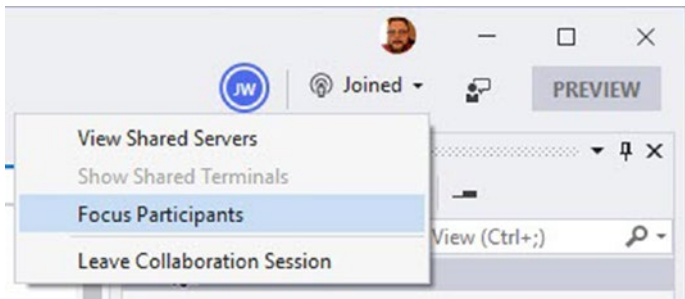 JW
Joined
PREVIEW
View Shared Servers
Show Shared Terminals
Focus Participants
View (Ctrl+;)
Leave Collaboration Session